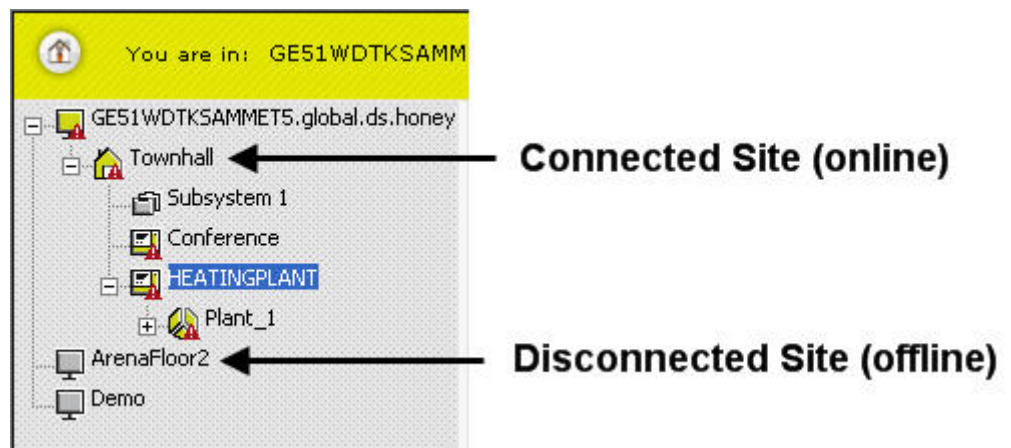 You are in: GE51WDTKSAMM
GE51WDTKSAMMET5.global.ds.honey
Townhall
Connected Site (online)
Subsystem 1
Conference
HEATINGPLANT
Plant_1
ArenaFloor2
Disconnected Site (offline)
Demo